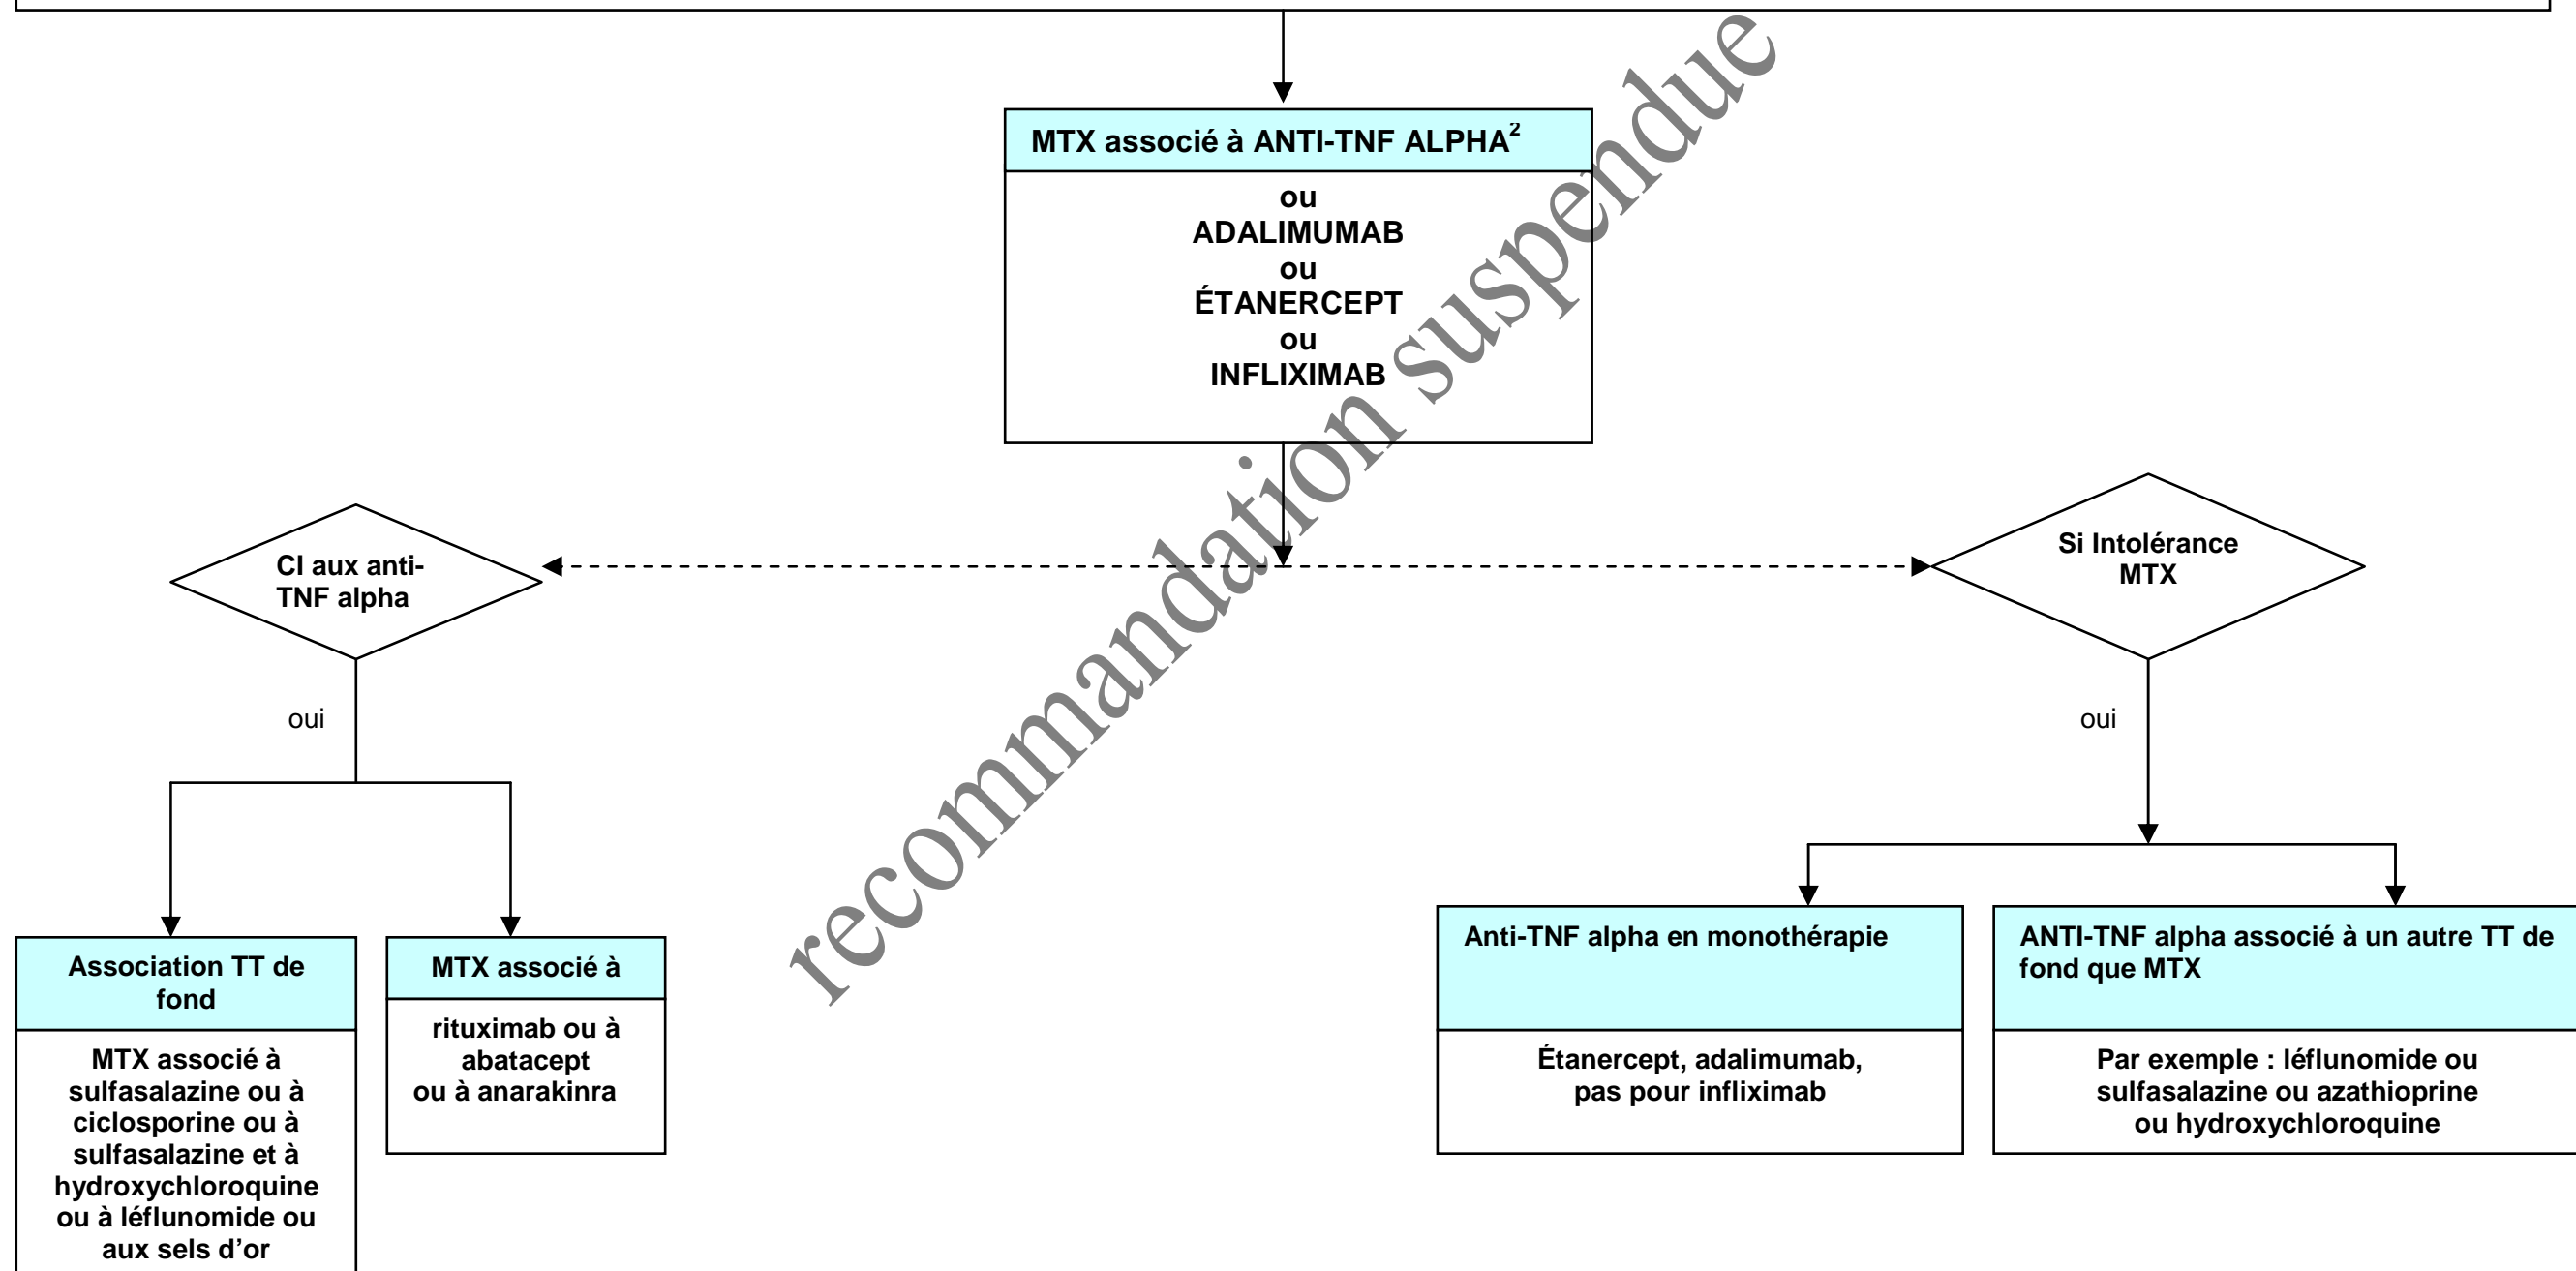 MTX associé à ANTI-TNF ALPHA²
ou
ADALIMUMAB
ou
ÉTANERCEPT
ou
INFLIXIMAB
recommandation suspendue
CI aux anti-
TNF alpha
Si Intolérance
MTX
oui
oui
Association TT de
fond
MTX associé à
sulfasalazine ou à
ciclosporine ou à
sulfasalazine et à
hydroxychloroquine
ou à léflunomide ou
aux sels d’or
MTX associé à
rituximab ou à
abatacept
ou à anarakinra
Anti-TNF alpha en monothérapie
Étanercept, adalimumab,
pas pour infliximab
ANTI-TNF alpha associé à un autre TT de
fond que MTX
Par exemple : léflunomide ou
sulfasalazine ou azathioprine
ou hydroxychloroquine